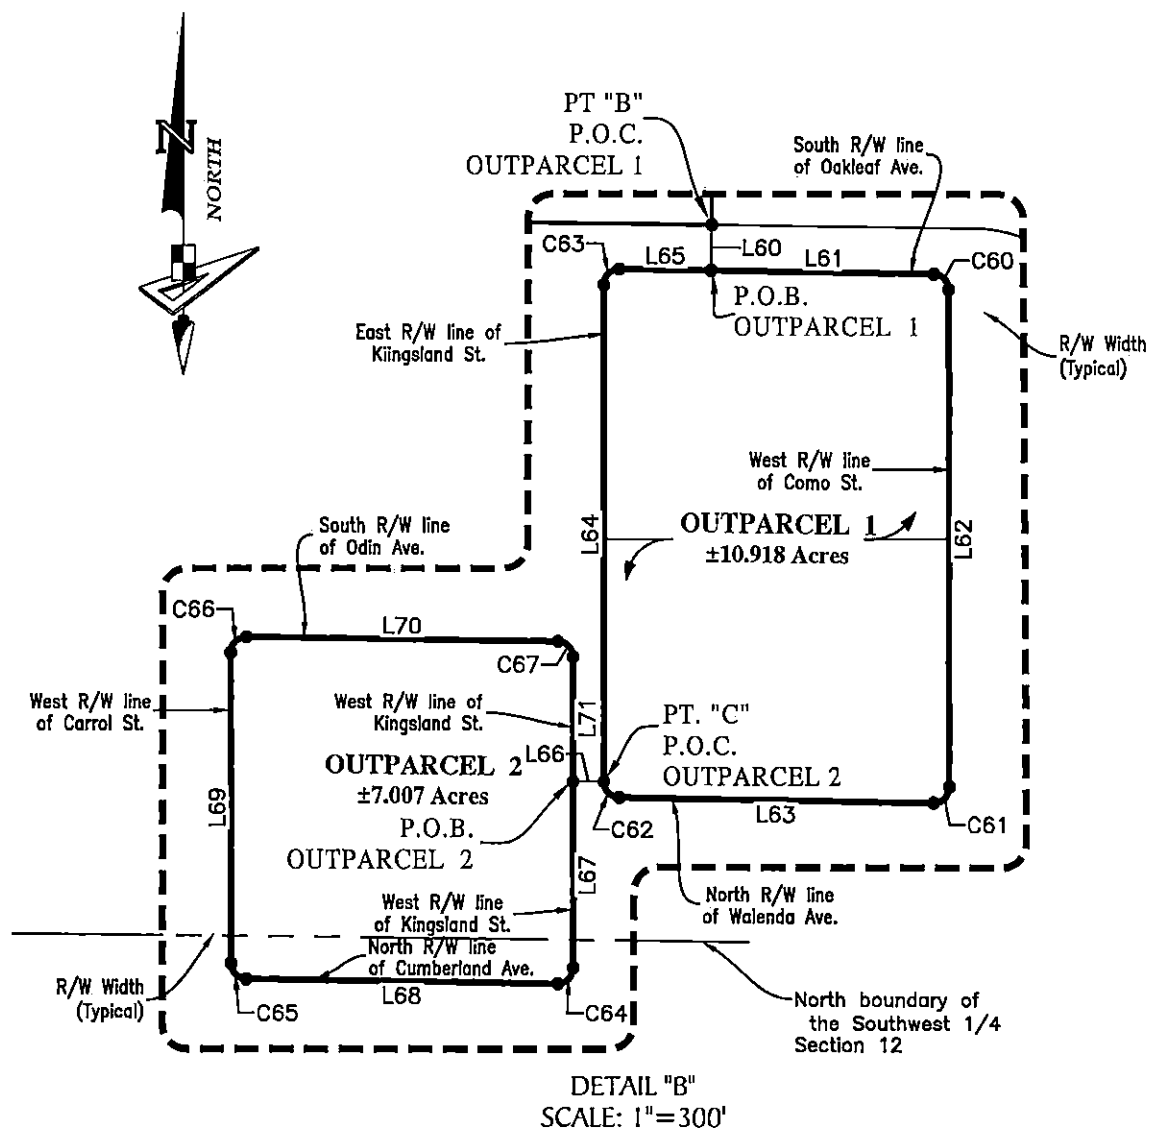 N
NORTH
PT "B"
P.O.C.
OUTPARCEL 1
South R/W line
of Oakleaf Ave.
C63
L65
L60
L61
C60
P.O.B.
OUTPARCEL 1
East R/W line of
Kiingsland St.
R/W Width
(Typical)
West R/W line
of Como St.
South R/W line
of Odin Ave.
L64
OUTPARCEL 1
±10.918 Acres
L62
C66
L70
C67
West R/W line
of Carrol St.
West R/W line of
Kingsland St.
L71
PT. "C"
P.O.C.
OUTPARCEL 2
L66
OUTPARCEL 2
±7.007 Acres
L69
P.O.B.
OUTPARCEL 2
C62
L63
C61
L67
West R/W line
of Kingsland St.
North R/W line
of Walenda Ave.
North R/W line
of Cumberland Ave.
R/W Width
(Typical)
C65
L68
C64
North boundary of
the Southwest 1/4
Section 12
DETAIL "B"
SCALE: 1"=300'